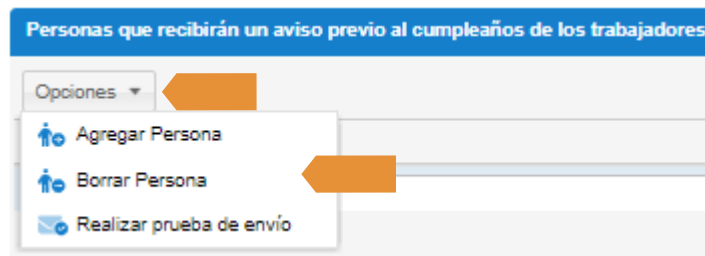 Personas que recibirán un aviso previo al cumpleaños de los trabajadores
Opciones
Agregar Persona
Borrar Persona
Realizar prueba de envío